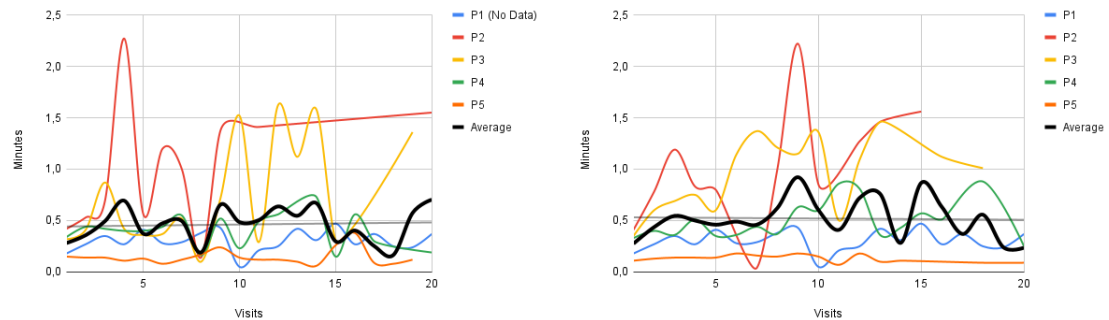 2,5
2,0
1,5
1,0
0,5
0,0
Minutes
5
10
15
20
Visits
P1 (No Data)
P2
P3
P4
P5
Average
2,5
2,0
1,5
1,0
0,5
0,0
Minutes
5
10
15
20
Visits
P1
P2
P3
P4
P5
Average